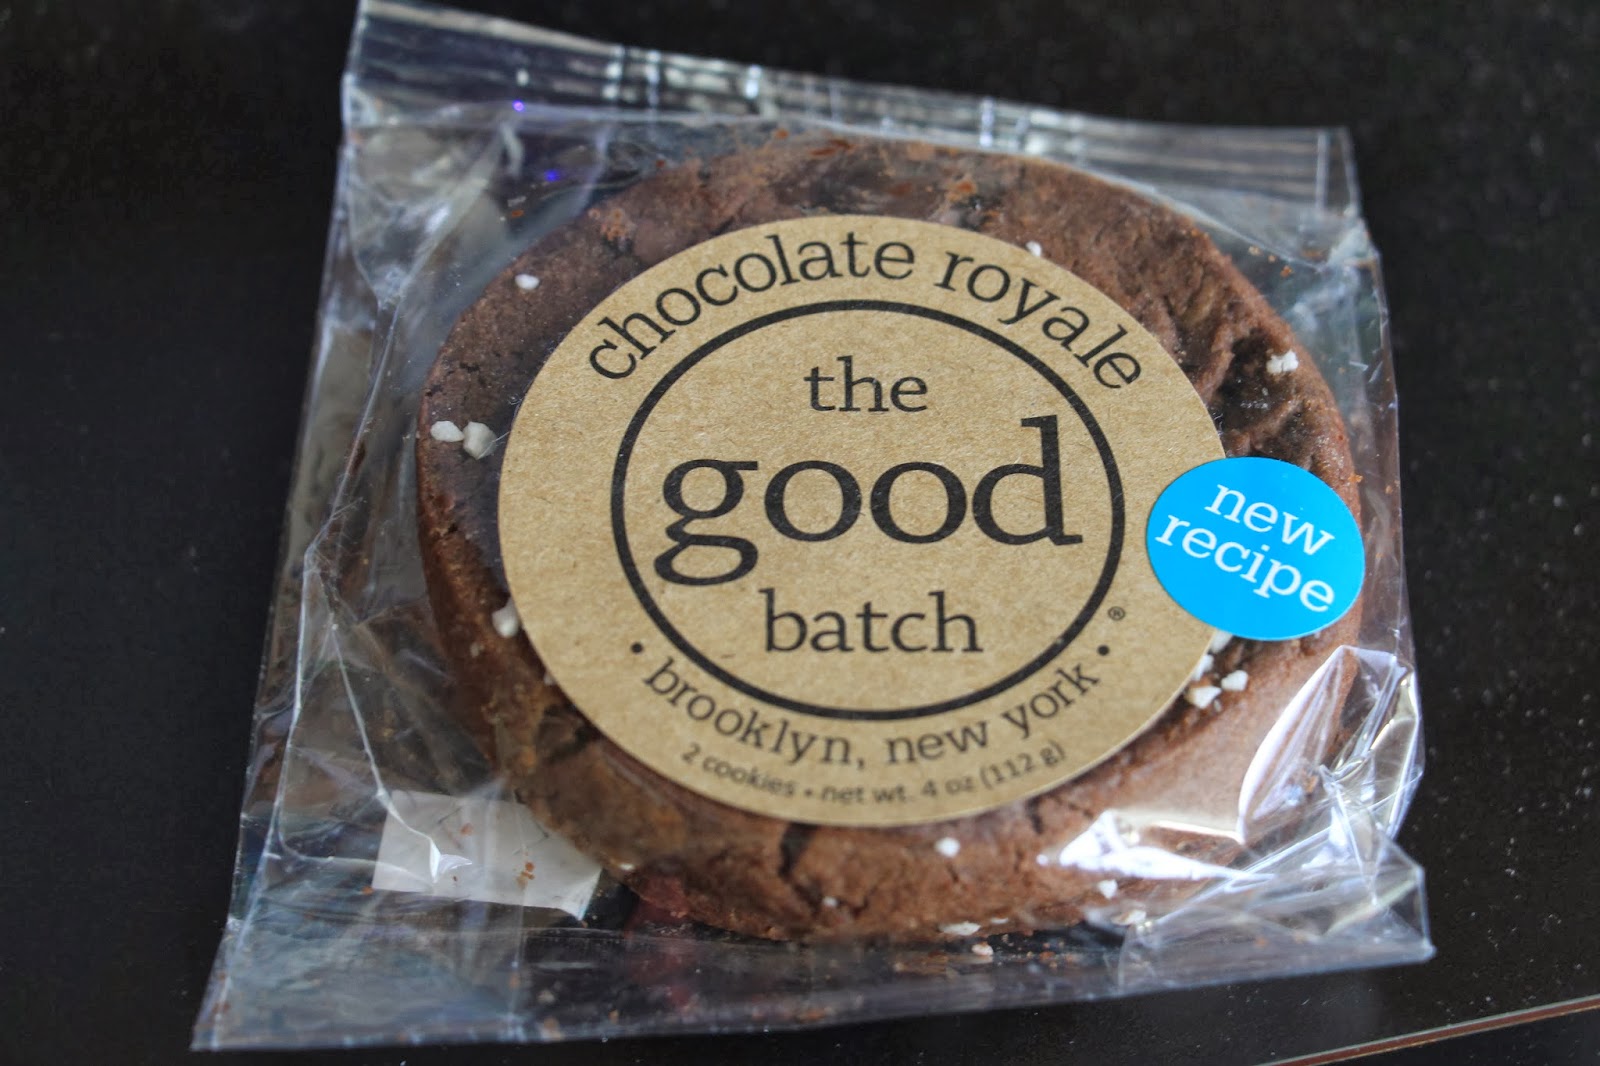 chocolate royale
the
good
batch
®
• brooklyn, new york •
2 cookies • net wt. 4 oz (112 g)
new
recipe